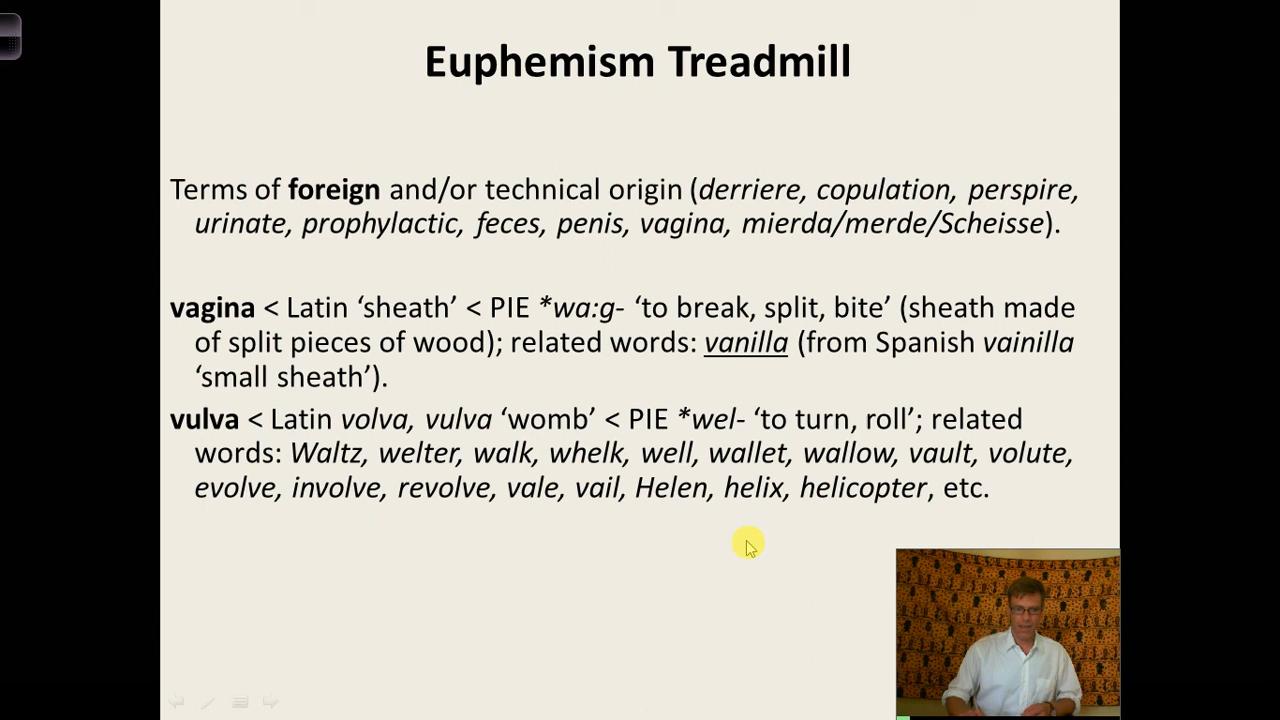 Euphemism Treadmill
Terms of foreign and/or technical origin (derriere, copulation, perspire,
urinate, prophylactic, feces, penis, vagina, mierda/merde/Scheisse).
vagina < Latin ‘sheath’ < PIE *wa:g- ‘to break, split, bite’ (sheath made
of split pieces of wood); related words: vanilla (from Spanish vainilla
‘small sheath’).
vulva < Latin volva, vulva ‘womb’ < PIE *wel- ‘to turn, roll’; related
words: Waltz, welter, walk, whelk, well, wallet, wallow, vault, volute,
evolve, involve, revolve, vale, vail, Helen, helix, helicopter, etc.